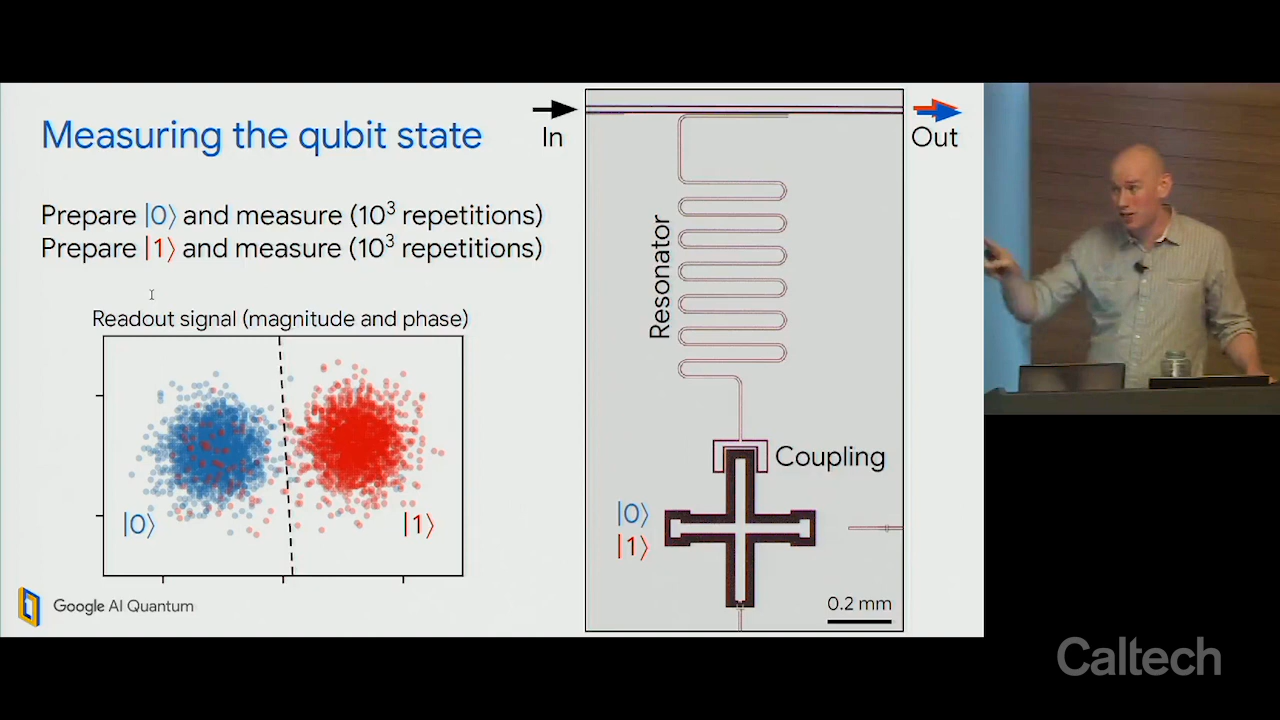 Measuring the qubit state
Prepare |0⟩ and measure (10³ repetitions)
Prepare |1⟩ and measure (10³ repetitions)
Readout signal (magnitude and phase)
|0⟩
|1⟩
Google AI Quantum
In
Out
Resonator
Coupling
|0⟩
|1⟩
0.2 mm
Caltech